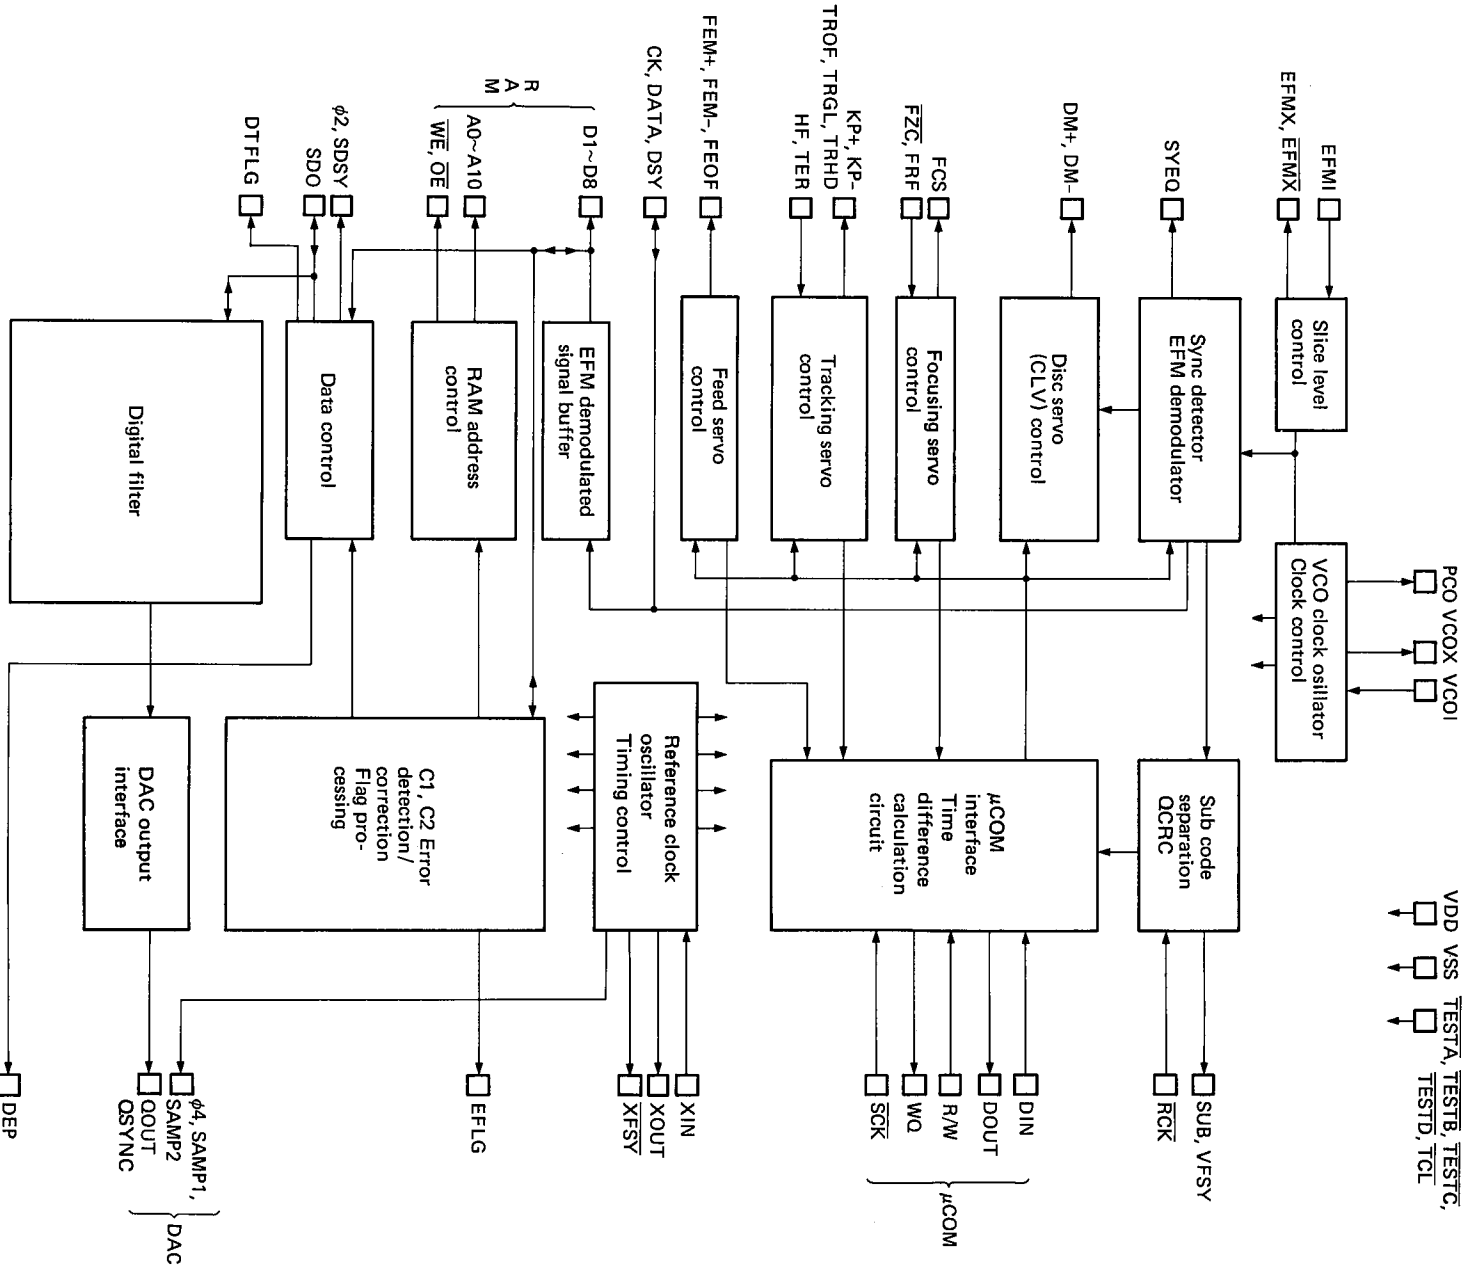 EFMI
EFMX, EFMX
SYEQ
DM+, DM-
FCS
FZC, FRF
KP+, KP-
TROF, TRGL, TRHD
HF, TER
FEM+, FEM-, FEOF
CK, DATA, DSY
D1~D8
RAM
A0~A10
WE, OE
φ2, SDSY
SDO
DTFLG
Slice level
control
Sync detector
EFM demodulator
Disc servo
(CLV) control
Focusing servo
control
Tracking servo
control
Feed servo
control
EFM demodulated
signal buffer
RAM address
control
Data control
Digital filter
PCO VCOX VCOI
VCO clock osillator
Clock control
Sub code
separation
QCRC
μCOM
interface
Time
difference
calculation
circuit
Reference clock
oscillator
Timing control
C1, C2 Error
detection/
correction
Flag pro-
cessing
DAC output
interface
VDD VSS TESTA, TESTB, TESTC,
TESTD, TCL
SUB, VFSY
RCK
DIN
DOUT
R/W
WQ
SCK
μCOM
XIN
XOUT
XFSY
EFLG
φ4, SAMP1,
SAMP2
QOUT
QSYNC
DAC
DEP